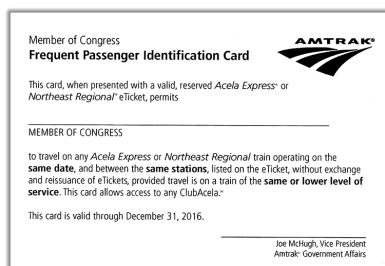 Member of Congress
AMTRAK®
Frequent Passenger Identification Card
This card, when presented with a valid, reserved Acela Express® or
Northeast Regional℠ eTicket, permits
MEMBER OF CONGRESS
to travel on any Acela Express or Northeast Regional train operating on the
same date, and between the same stations, listed on the eTicket, without exchange
and reissuance of eTickets, provided travel is on a train of the same or lower level of
service. This card allows access to any ClubAcela.℠
This card is valid through December 31, 2016.
Joe McHugh, Vice President
Amtrak® Government Affairs